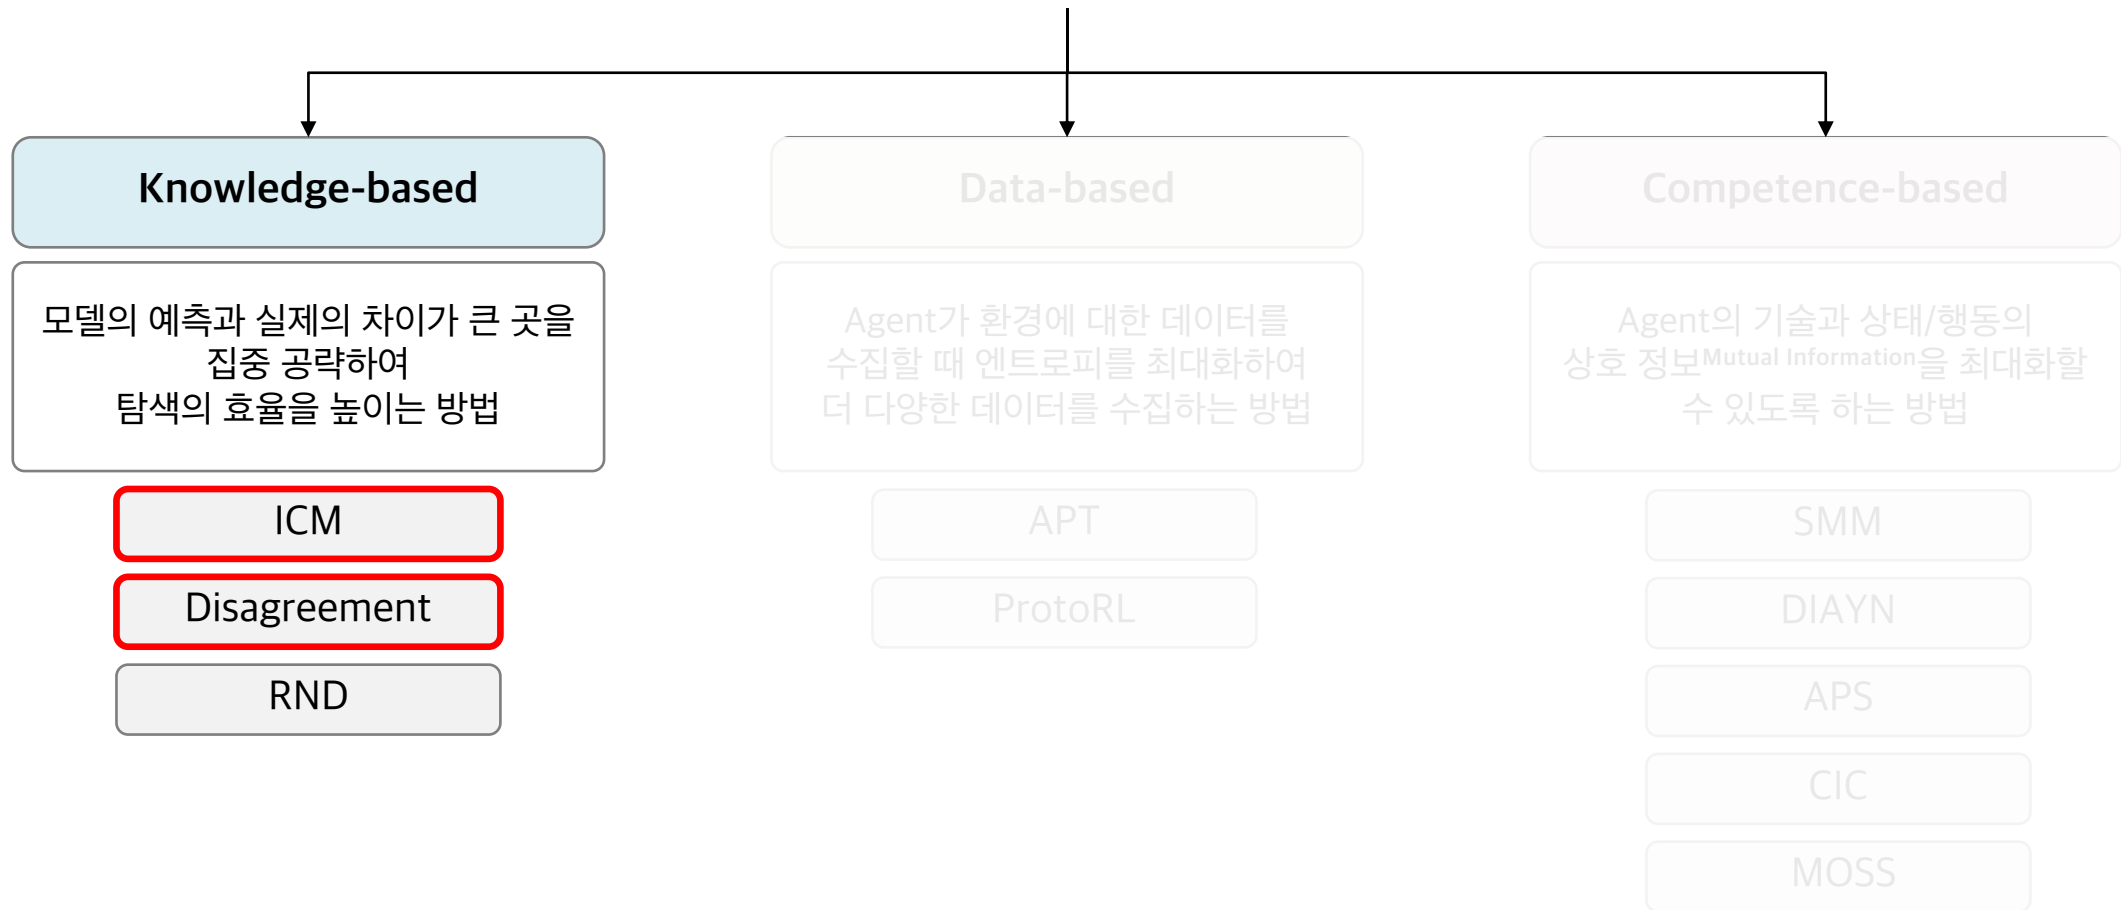 Knowledge-based
모델의 예측과 실제의 차이가 큰 곳을
집중 공략하여
탐색의 효율을 높이는 방법
ICM
Disagreement
RND
Data-based
Agent가 환경에 대한 데이터를
수집할 때 엔트로피를 최대화하여
더 다양한 데이터를 수집하는 방법
APT
ProtoRL
Competence-based
Agent의 기술과 상태/행동의
상호 정보Mutual Information을 최대화할
수 있도록 하는 방법
SMM
DIAYN
APS
CIC
MOSS